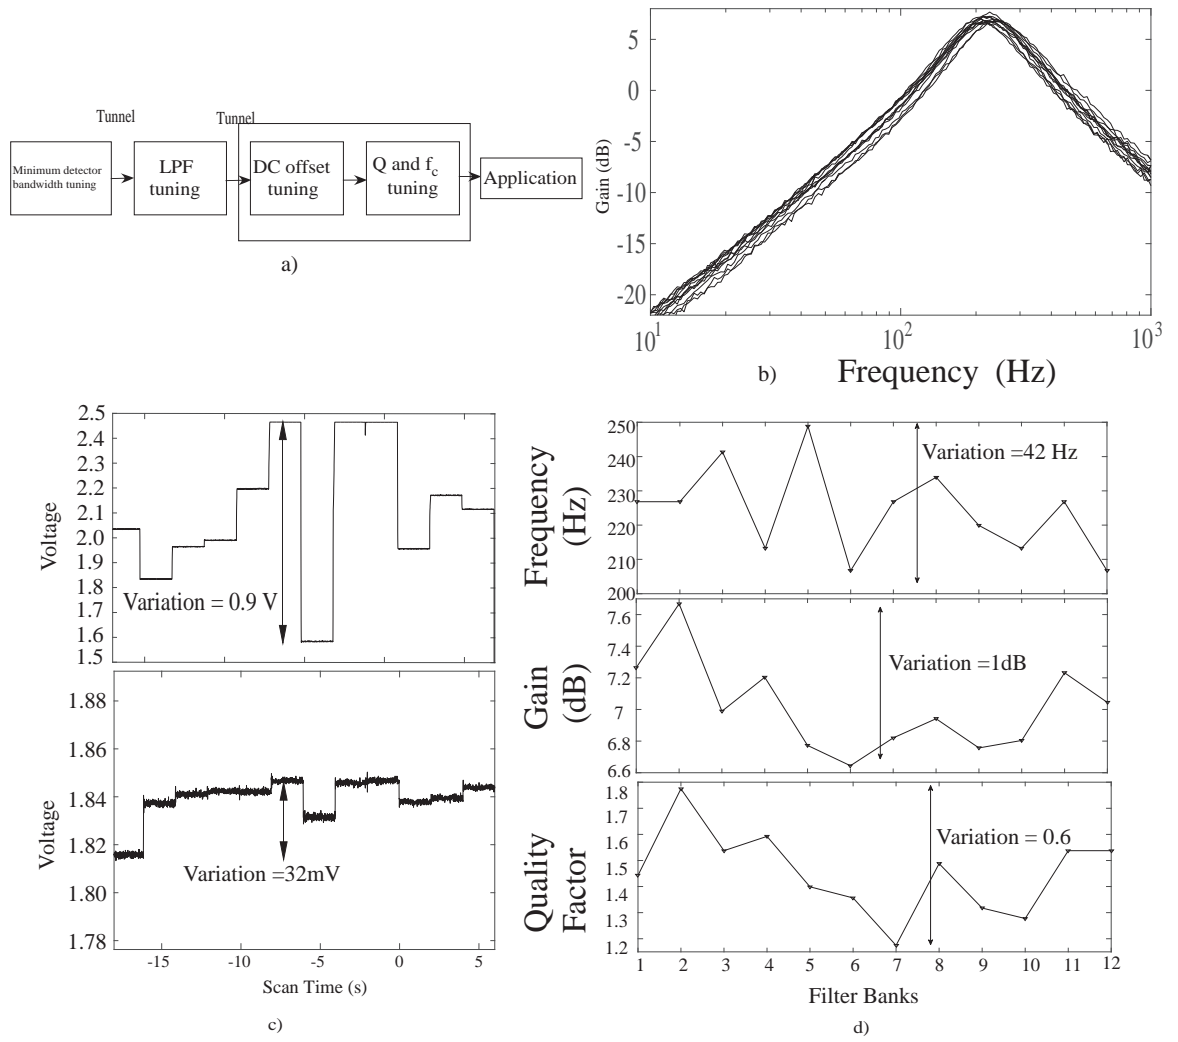 Tunnel
Tunnel
Minimum detector
bandwidth tuning
LPF
tuning
DC offset
tuning
Q and fc
tuning
Application
a)
5
0
-5
-10
-15
-20
Gain (dB)
10^1
10^2
10^3
b)
Frequency (Hz)
2.5
2.4
2.3
2.2
2.1
2.0
1.9
1.8
1.7
1.6
1.5
Voltage
Variation = 0.9 V
1.88
1.86
1.84
1.82
1.80
1.78
Voltage
Variation =32mV
-15
-10
-5
0
5
Scan Time (s)
c)
250
240
230
220
210
200
Frequency
(Hz)
Variation =42 Hz
7.6
7.4
7.2
7
6.8
6.6
Gain
(dB)
Variation =1dB
1.8
1.7
1.6
1.5
1.4
1.3
1.2
Quality
Factor
Variation = 0.6
1
2
3
4
5
6
7
8
9
10
11
12
Filter Banks
d)